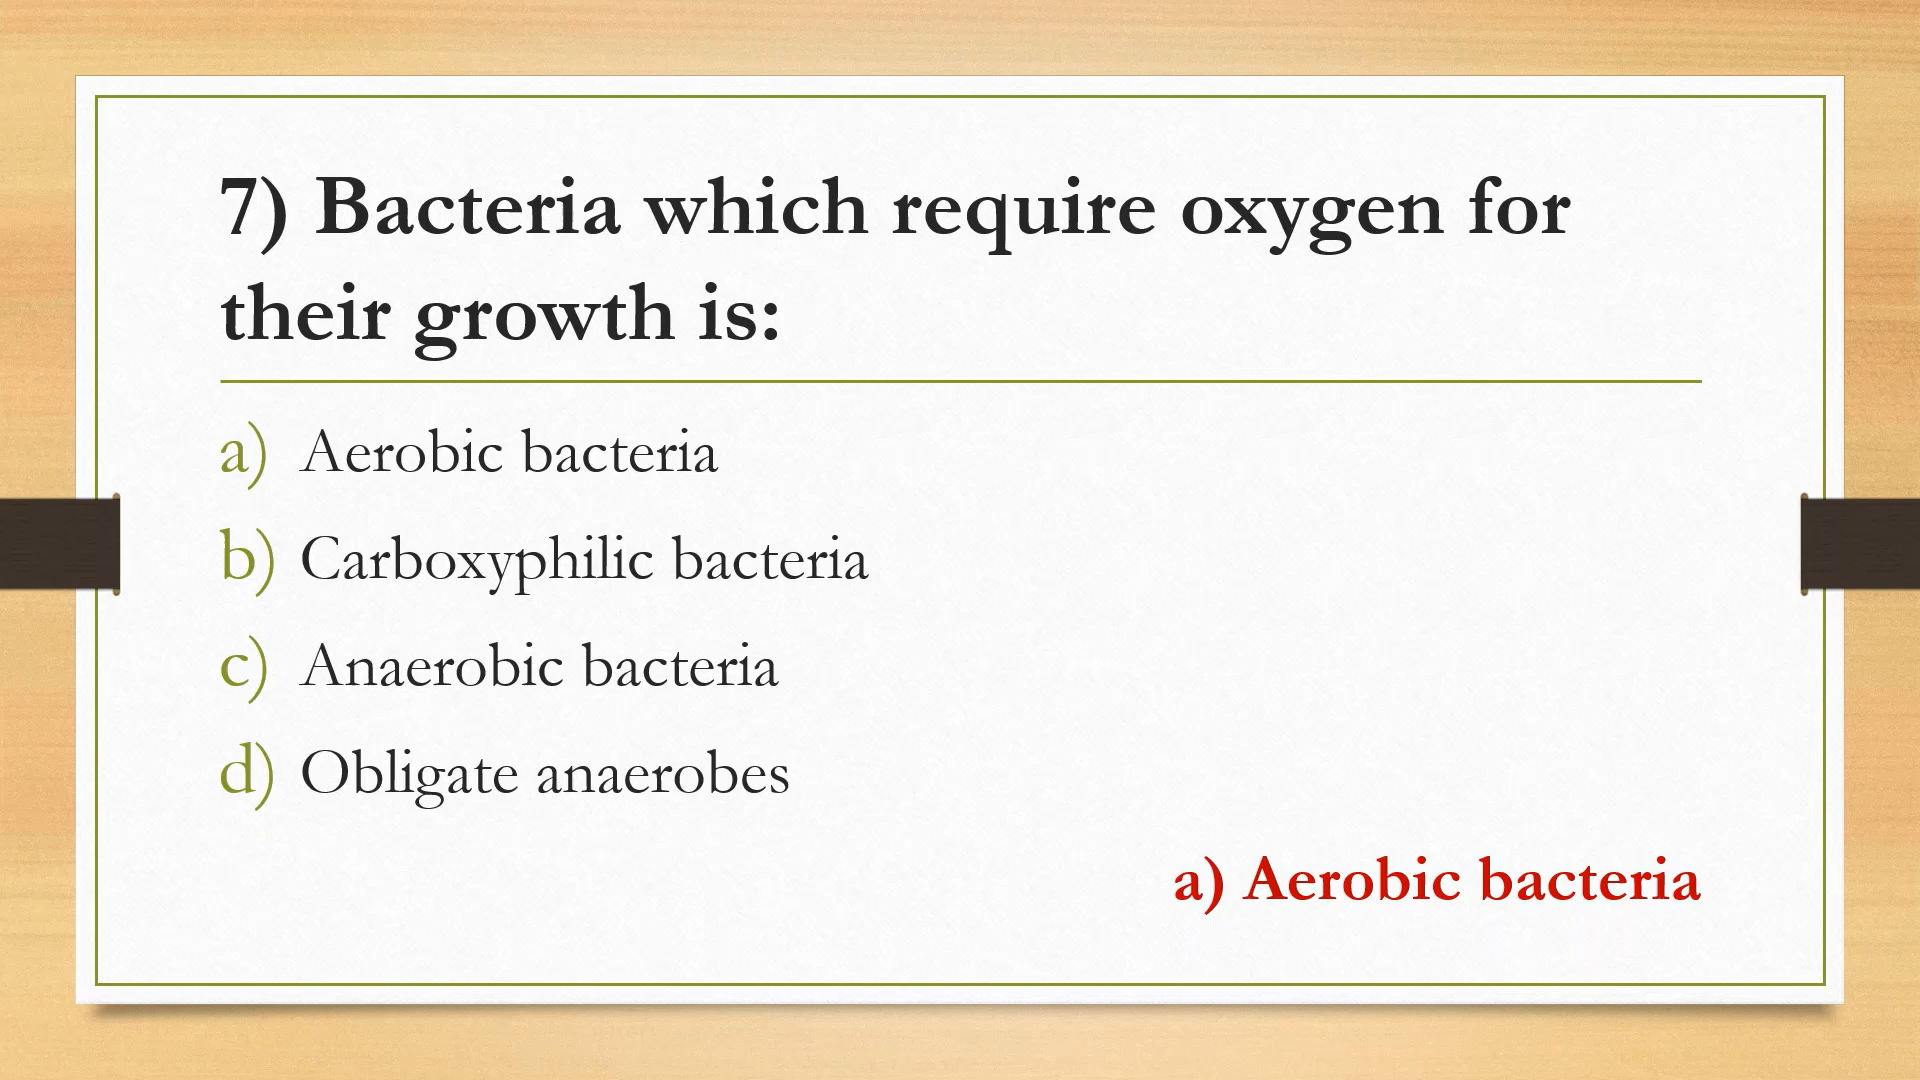 7) Bacteria which require oxygen for
their growth is:
a) Aerobic bacteria
b) Carboxyphilic bacteria
c) Anaerobic bacteria
d) Obligate anaerobes
a) Aerobic bacteria